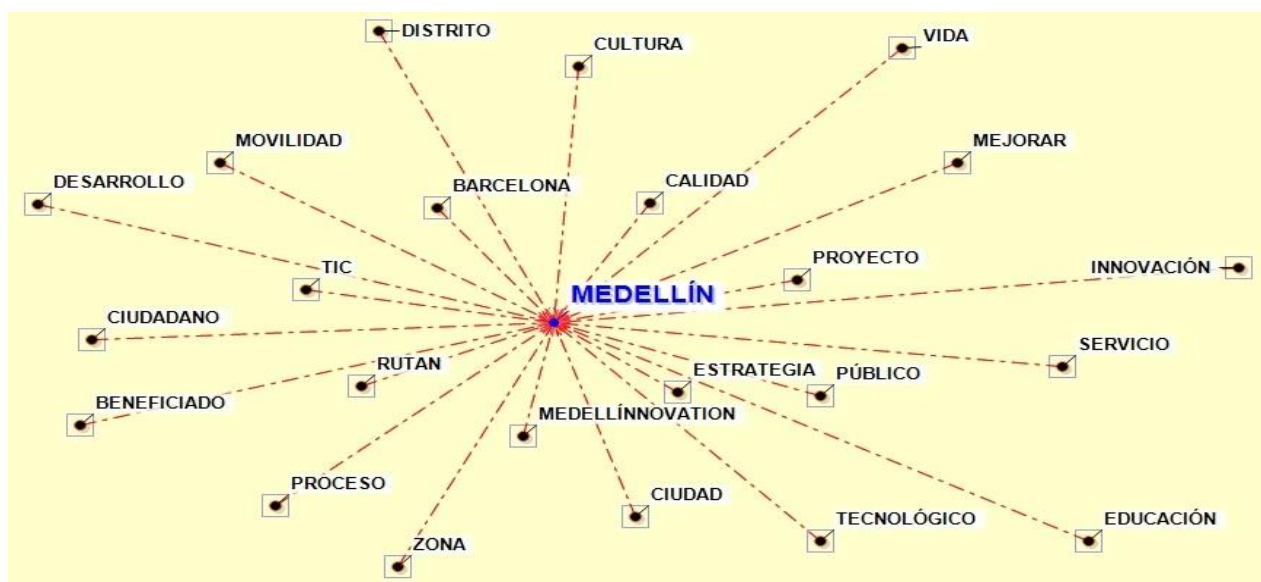 DISTRITO
CULTURA
VIDA
MOVILIDAD
MEJORAR
DESARROLLO
BARCELONA
CALIDAD
TIC
PROYECTO
INNOVACIÓN
MEDELLÍN
CIUDADANO
SERVICIO
RUTAN
ESTRATEGIA
PÚBLICO
BENEFICIADO
MEDELLÍNNOVATION
PROCESO
CIUDAD
TECNOLÓGICO
EDUCACIÓN
ZONA